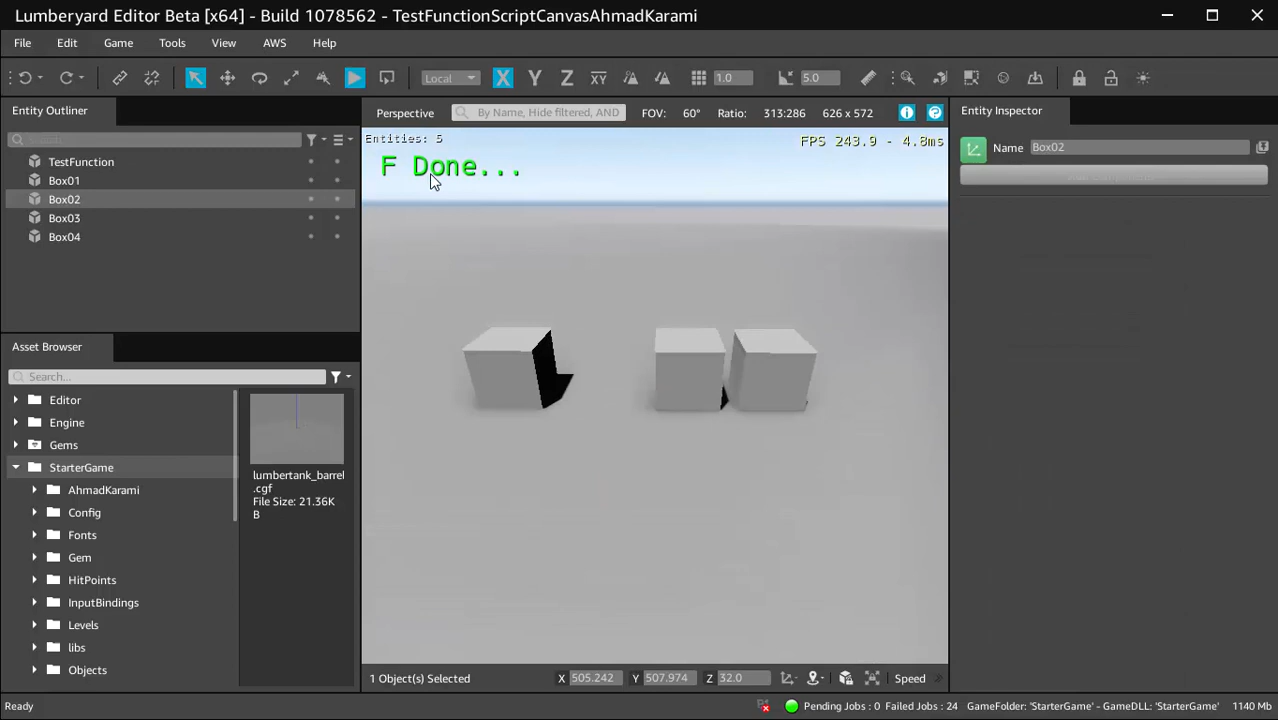 Lumberyard Editor Beta [x64] - Build 1078562 - TestFunctionScriptCanvasAhmadKarami
File Edit Game Tools View AWS Help
Local X Y Z XY 1.0 5.0
Entity Outliner
Search...
TestFunction
Box01
Box02
Box03
Box04
Perspective By Name, Hide filtered, AND FOV: 60° Ratio: 313:286 626 x 572
Entities: 5 FPS 243.9 - 4.8ms
F Done...
Entity Inspector
Name Box02
Asset Browser
Search...
Editor
Engine
Gems
StarterGame
AhmadKarami
Config
Fonts
Gem
HitPoints
InputBindings
Levels
libs
Objects
lumbertank_barrel
.cgf
File Size: 21.36K
B
1 Object(s) Selected X 505.242 Y 507.974 Z 32.0 Speed
Ready Pending Jobs : 0 Failed Jobs : 24 GameFolder: 'StarterGame' - GameDLL: 'StarterGame' 1140 Mb